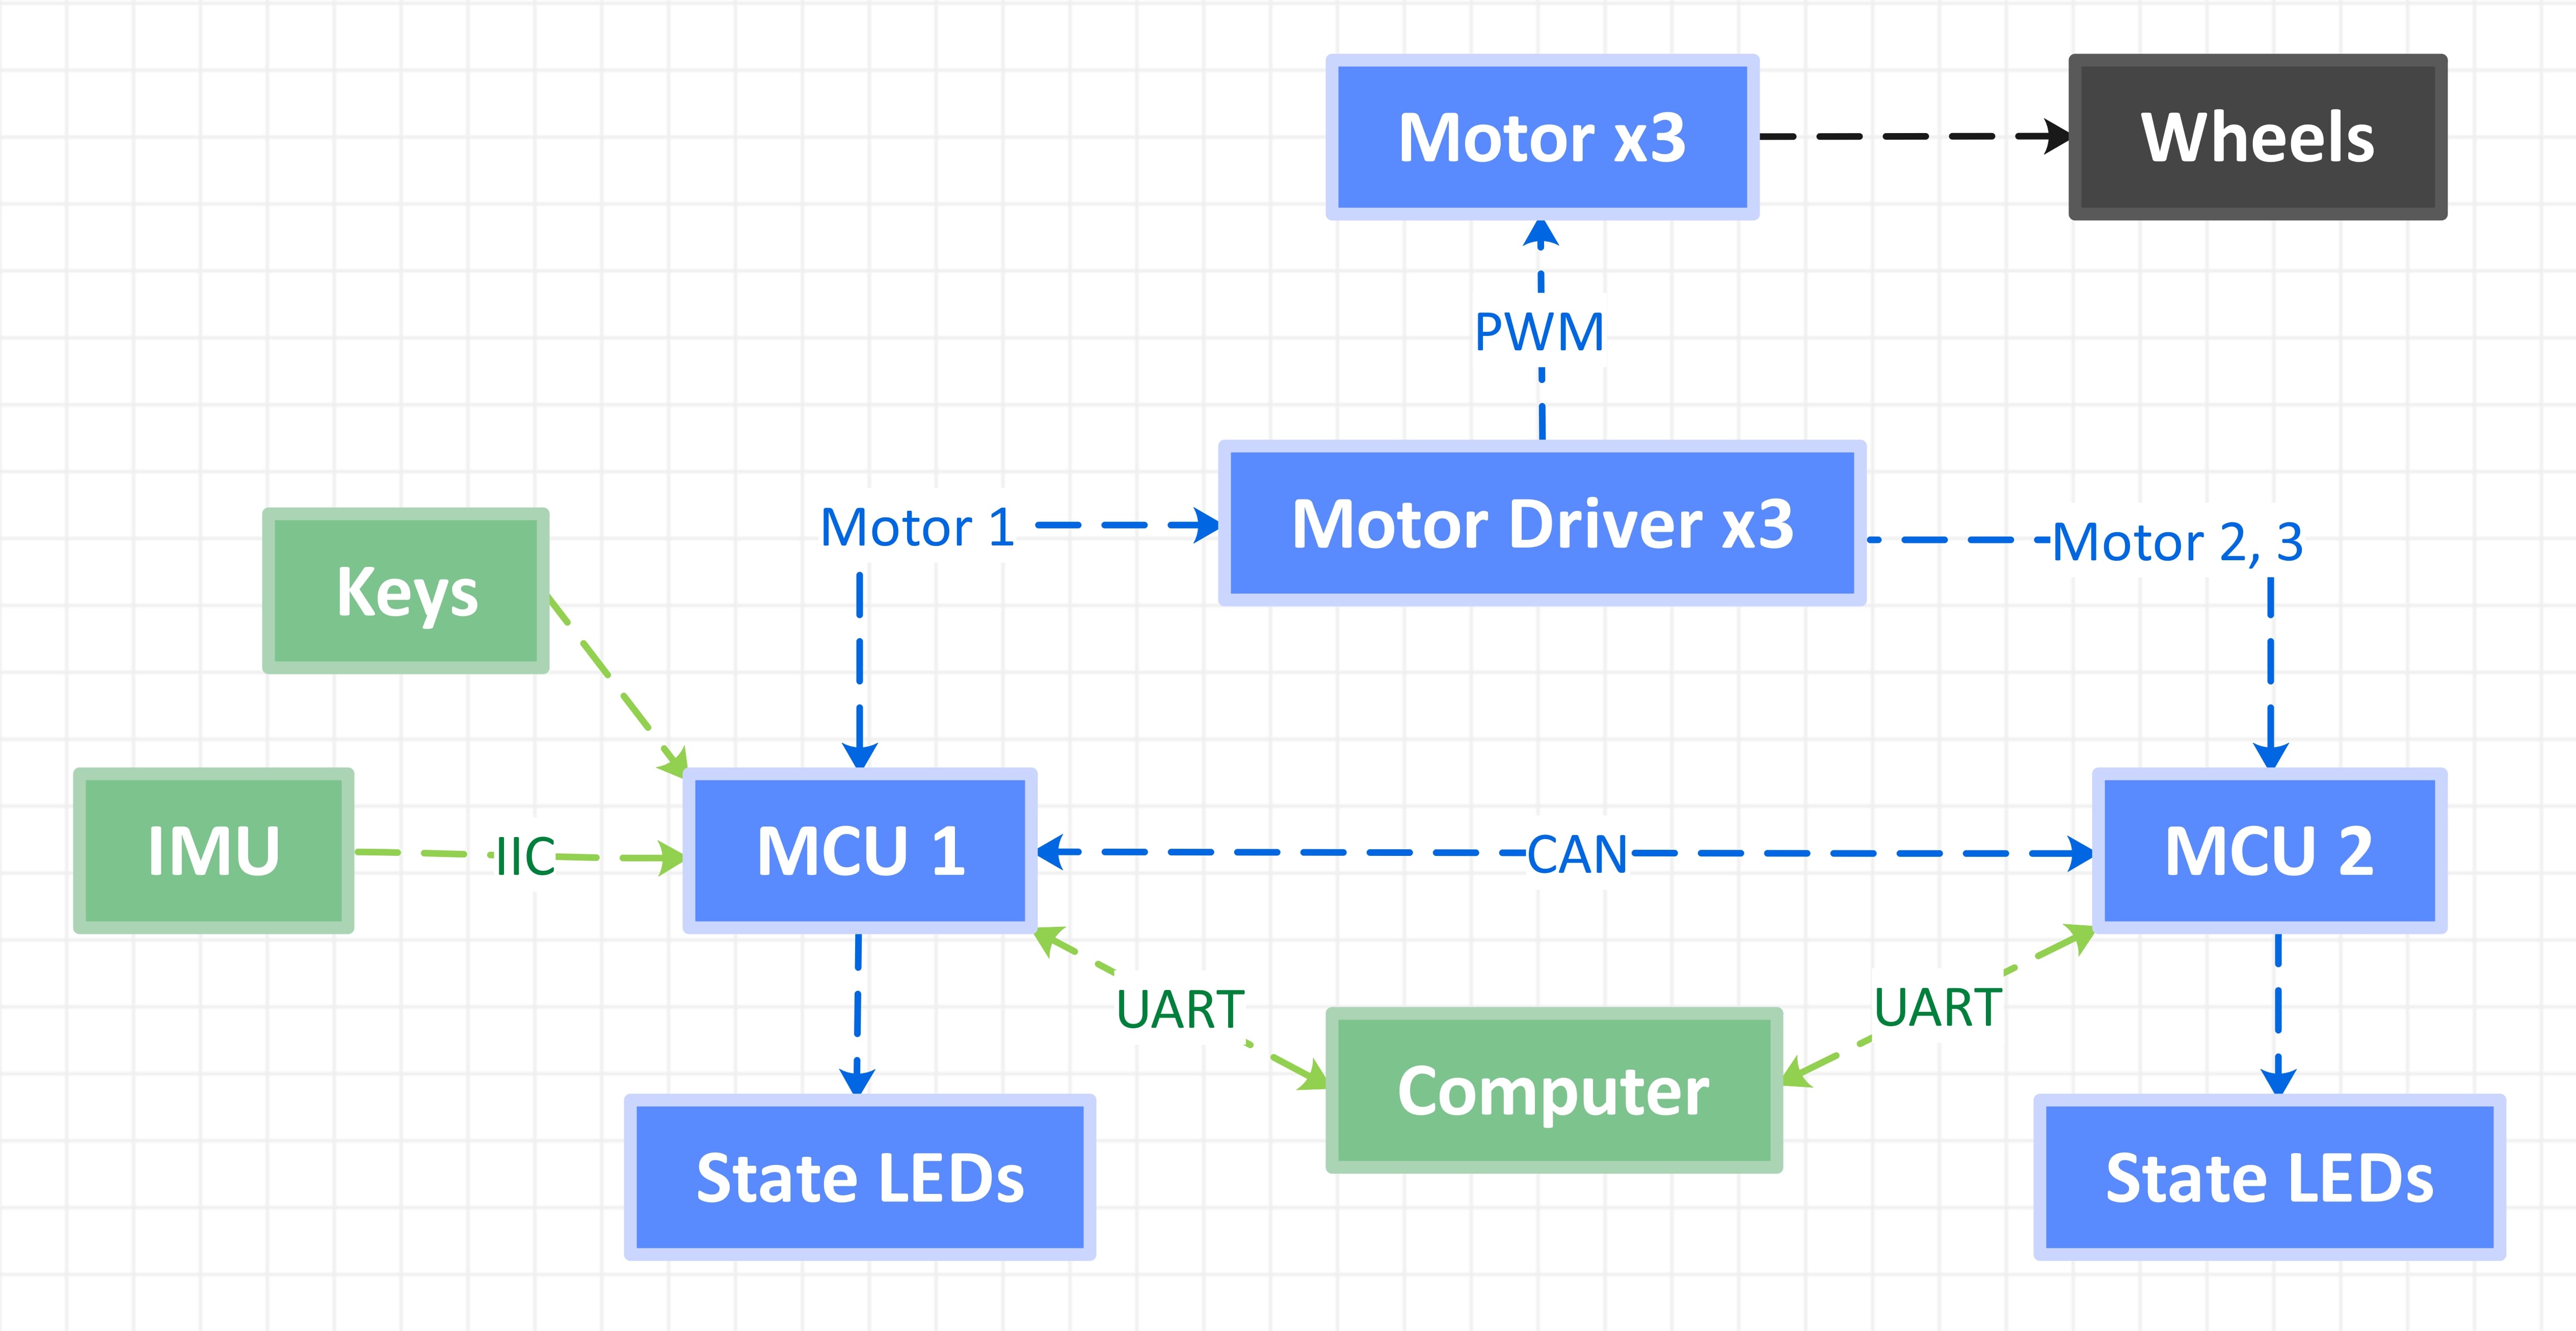 Motor x3
Wheels
PWM
Motor 1
Motor Driver x3
Motor 2, 3
Keys
IMU
IIC
MCU 1
CAN
MCU 2
UART
UART
Computer
State LEDs
State LEDs